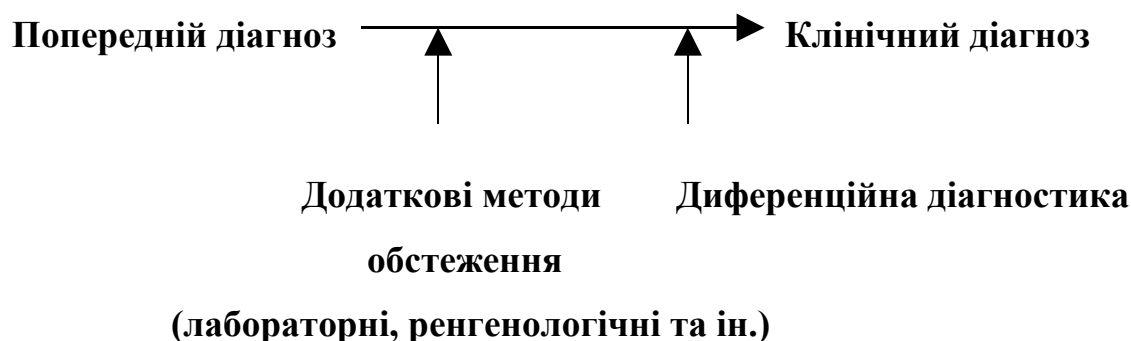 Попередній діагноз Клінічний діагноз
Додаткові методи Диференційна діагностика
обстеження
(лабораторні, ренгенологічні та ін.)